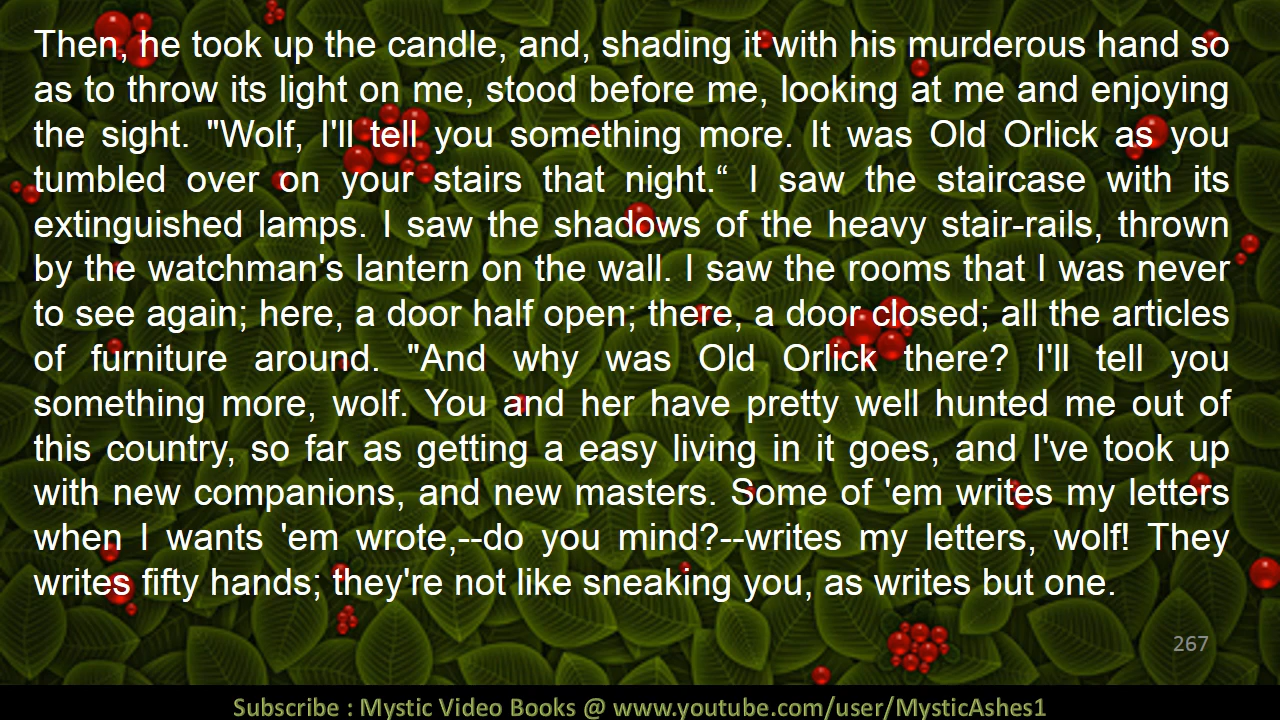 Then, he took up the candle, and, shading it with his murderous hand so
as to throw its light on me, stood before me, looking at me and enjoying
the sight. "Wolf, I'll tell you something more. It was Old Orlick as you
tumbled over on your stairs that night.“ I saw the staircase with its
extinguished lamps. I saw the shadows of the heavy stair-rails, thrown
by the watchman's lantern on the wall. I saw the rooms that I was never
to see again; here, a door half open; there, a door closed; all the articles
of furniture around. "And why was Old Orlick there? I'll tell you
something more, wolf. You and her have pretty well hunted me out of
this country, so far as getting a easy living in it goes, and I've took up
with new companions, and new masters. Some of 'em writes my letters
when I wants 'em wrote,--do you mind?--writes my letters, wolf! They
writes fifty hands; they're not like sneaking you, as writes but one.
267
Subscribe : Mystic Video Books @ www.youtube.com/user/MysticAshes1